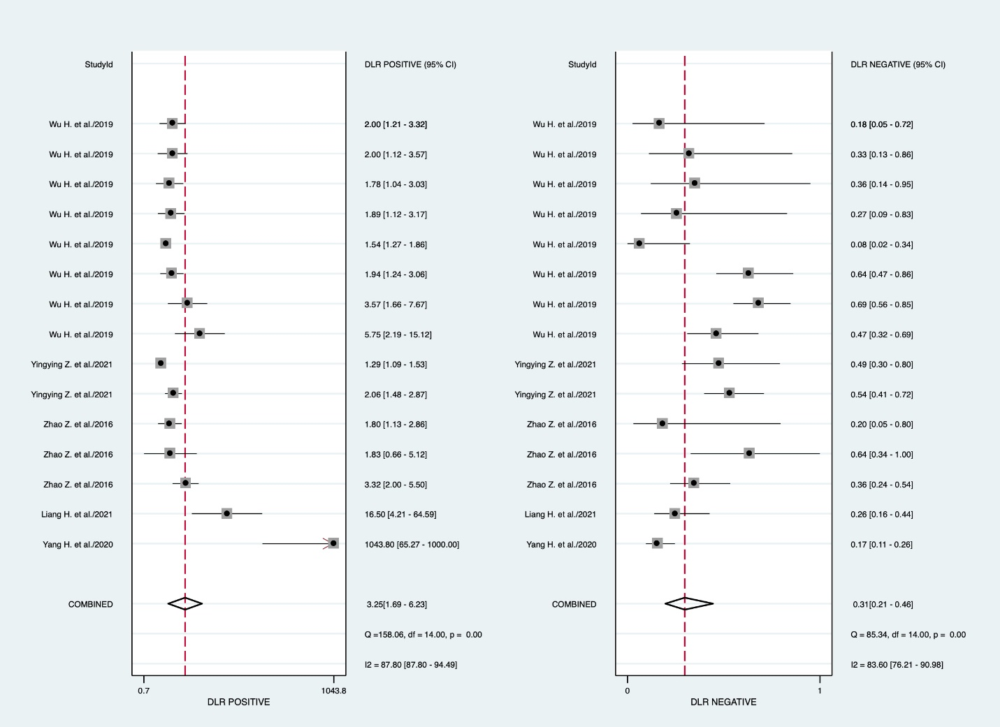 StudyId DLR POSITIVE (95% CI)
Wu H. et al./2019 2.00 [1.21 - 3.32]
Wu H. et al./2019 2.00 [1.12 - 3.57]
Wu H. et al./2019 1.78 [1.04 - 3.03]
Wu H. et al./2019 1.89 [1.12 - 3.17]
Wu H. et al./2019 1.54 [1.27 - 1.86]
Wu H. et al./2019 1.94 [1.24 - 3.06]
Wu H. et al./2019 3.57 [1.66 - 7.67]
Wu H. et al./2019 5.75 [2.19 - 15.12]
Yingying Z. et al./2021 1.29 [1.09 - 1.53]
Yingying Z. et al./2021 2.06 [1.48 - 2.87]
Zhao Z. et al./2016 1.80 [1.13 - 2.86]
Zhao Z. et al./2016 1.83 [0.66 - 5.12]
Zhao Z. et al./2016 3.32 [2.00 - 5.50]
Liang H. et al./2021 16.50 [4.21 - 64.59]
Yang H. et al./2020 1043.80 [65.27 - 1000.00]
COMBINED 3.25[1.69 - 6.23]
Q =158.06, df = 14.00, p =  0.00
I2 = 87.80 [87.80 - 94.49]
0.7 1043.8
DLR POSITIVE
StudyId DLR NEGATIVE (95% CI)
Wu H. et al./2019 0.18 [0.05 - 0.72]
Wu H. et al./2019 0.33 [0.13 - 0.86]
Wu H. et al./2019 0.36 [0.14 - 0.95]
Wu H. et al./2019 0.27 [0.09 - 0.83]
Wu H. et al./2019 0.08 [0.02 - 0.34]
Wu H. et al./2019 0.64 [0.47 - 0.86]
Wu H. et al./2019 0.69 [0.56 - 0.85]
Wu H. et al./2019 0.47 [0.32 - 0.69]
Yingying Z. et al./2021 0.49 [0.30 - 0.80]
Yingying Z. et al./2021 0.54 [0.41 - 0.72]
Zhao Z. et al./2016 0.20 [0.05 - 0.80]
Zhao Z. et al./2016 0.64 [0.34 - 1.00]
Zhao Z. et al./2016 0.36 [0.24 - 0.54]
Liang H. et al./2021 0.26 [0.16 - 0.44]
Yang H. et al./2020 0.17 [0.11 - 0.26]
COMBINED 0.31[0.21 - 0.46]
Q = 85.34, df = 14.00, p =  0.00
I2 = 83.60 [76.21 - 90.98]
0 1
DLR NEGATIVE